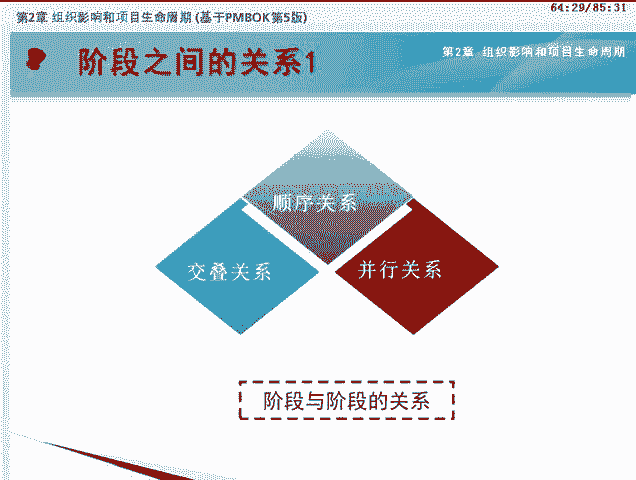 第2章 组织影响和项目生命周期 (基于PMBOK第5版)
64:29/85:31
阶段之间的关系1
第2章 组织影响和项目生命周期
顺序关系
交叠关系
并行关系
阶段与阶段的关系